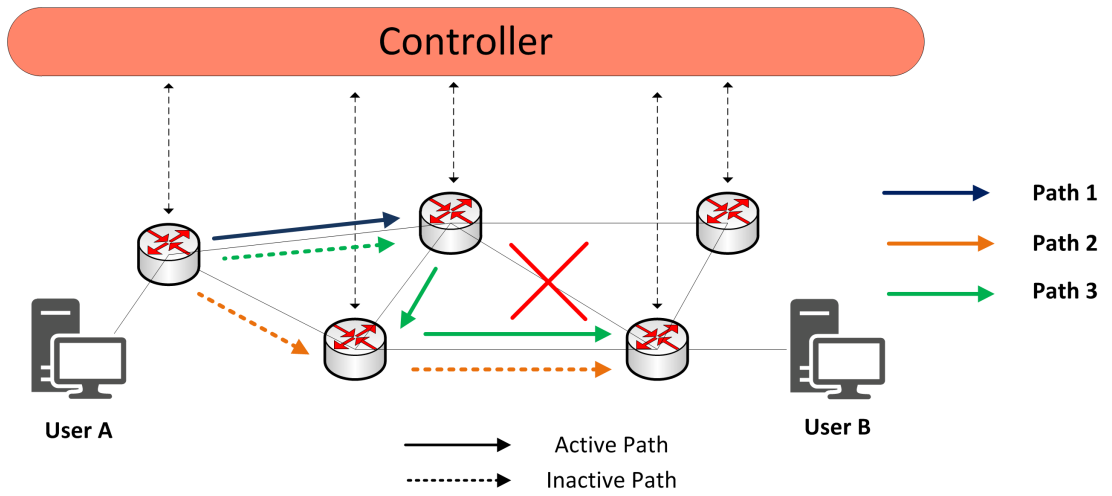 Controller
Path 1
Path 2
Path 3
User A
User B
Active Path
Inactive Path